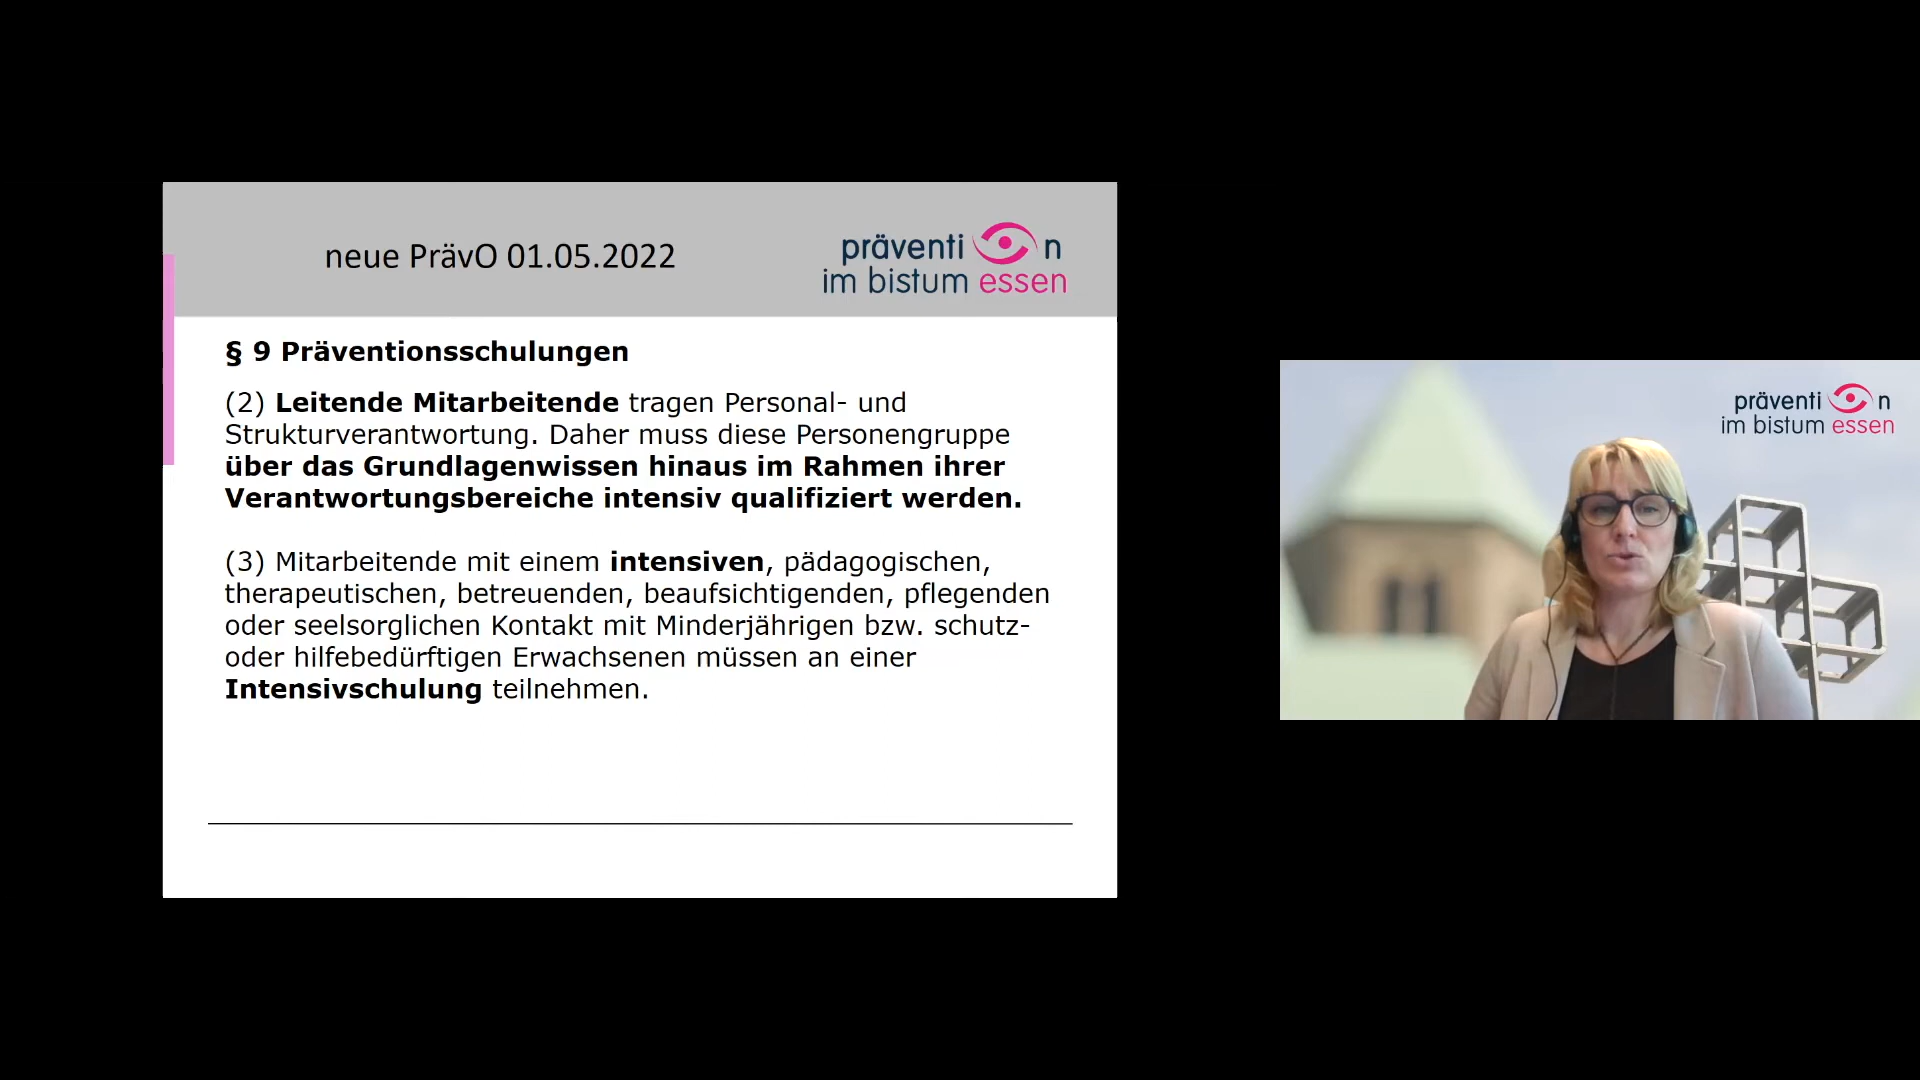 neue PrävO 01.05.2022
präventi n
im bistum essen
§ 9 Präventionsschulungen
(2) Leitende Mitarbeitende tragen Personal- und
Strukturverantwortung. Daher muss diese Personengruppe
über das Grundlagenwissen hinaus im Rahmen ihrer
Verantwortungsbereiche intensiv qualifiziert werden.
(3) Mitarbeitende mit einem intensiven, pädagogischen,
therapeutischen, betreuenden, beaufsichtigenden, pflegenden
oder seelsorglichen Kontakt mit Minderjährigen bzw. schutz-
oder hilfebedürftigen Erwachsenen müssen an einer
Intensivschulung teilnehmen.
präventi n
im bistum essen